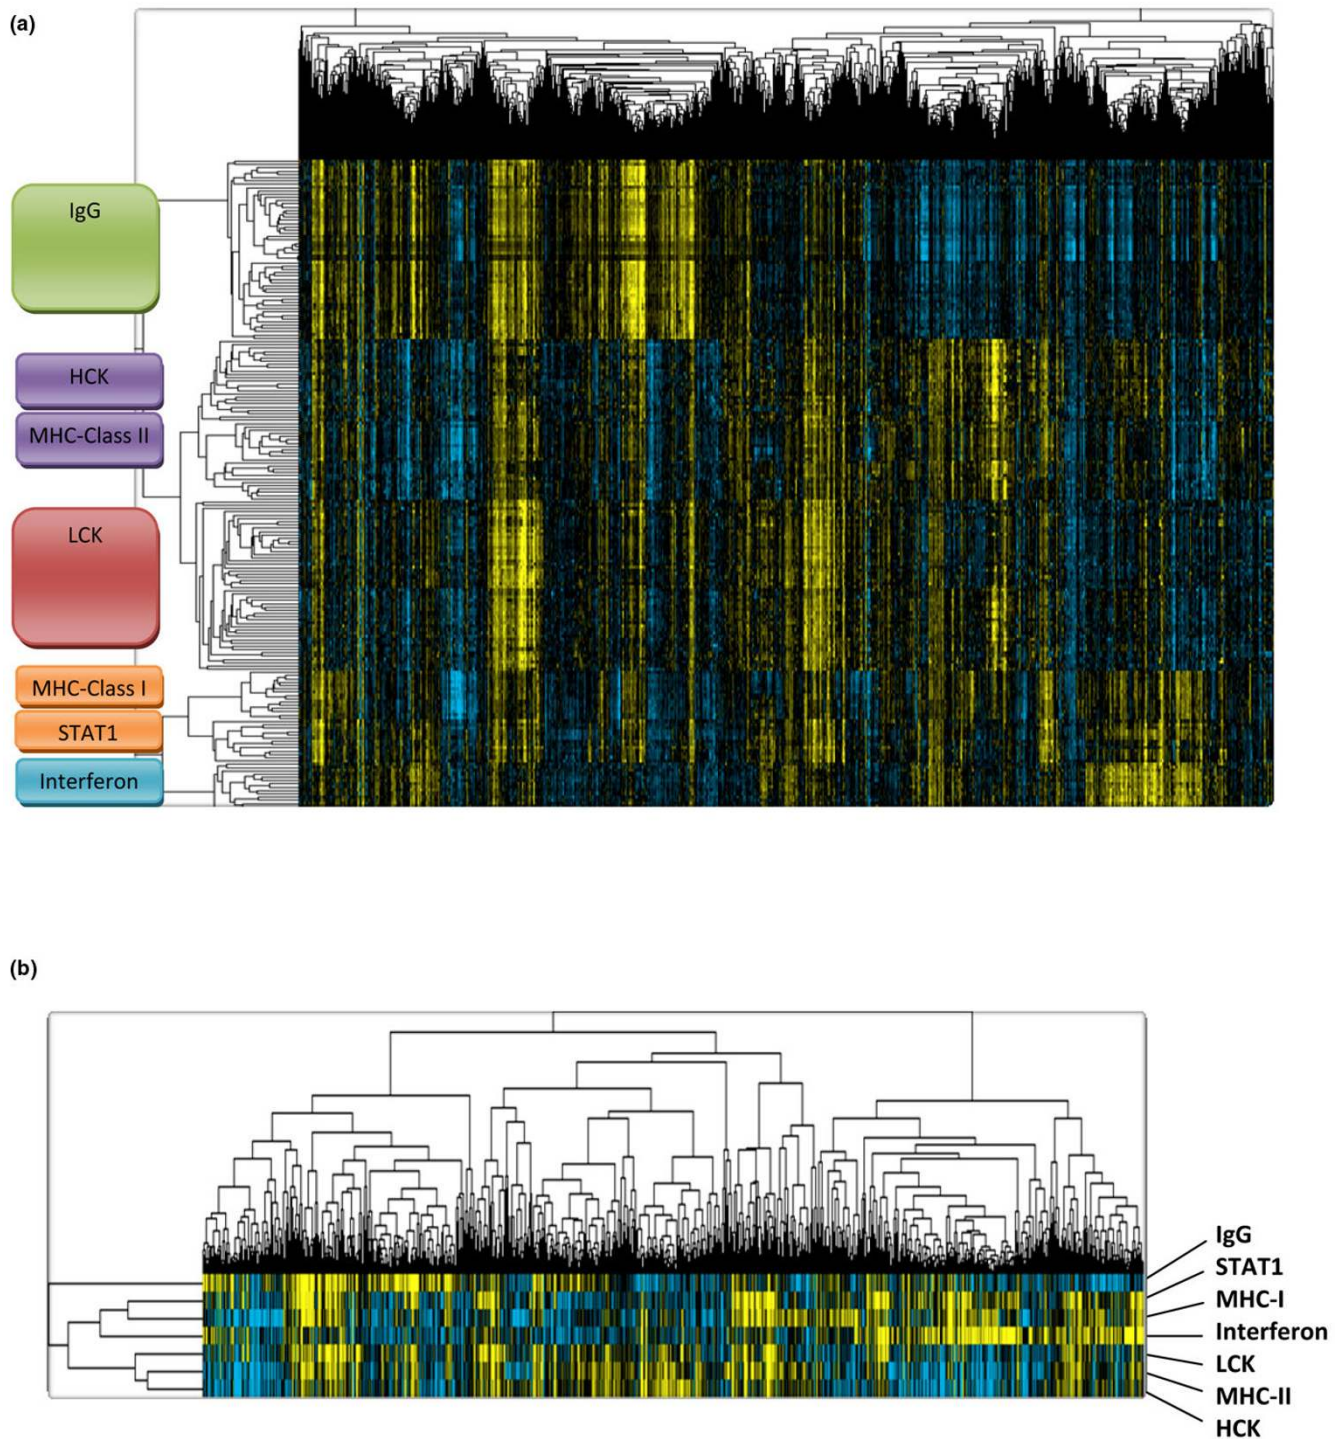 (a)
IgG
HCK
MHC-Class II
LCK
MHC-Class I
STAT1
Interferon
(b)
IgG
STAT1
MHC-I
Interferon
LCK
MHC-II
HCK